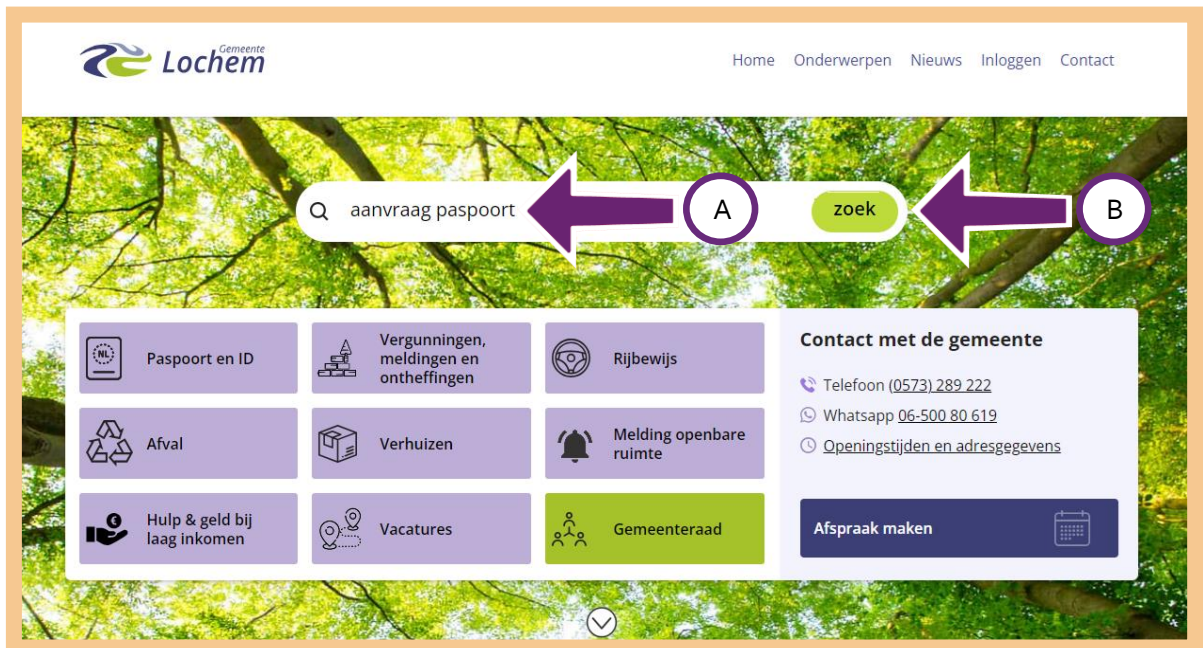 Gemeente
Lochem
Home Onderwerpen Nieuws Inloggen Contact
aanvraag paspoort
A
zoek
B
NL
Paspoort en ID
Vergunningen,
meldingen en
ontheffingen
Rijbewijs
Afval
Verhuizen
Melding openbare
ruimte
Hulp & geld bij
laag inkomen
Vacatures
Gemeenteraad
Contact met de gemeente
Telefoon (0573) 289 222
Whatsapp 06-500 80 619
Openingstijden en adresgegevens
Afspraak maken